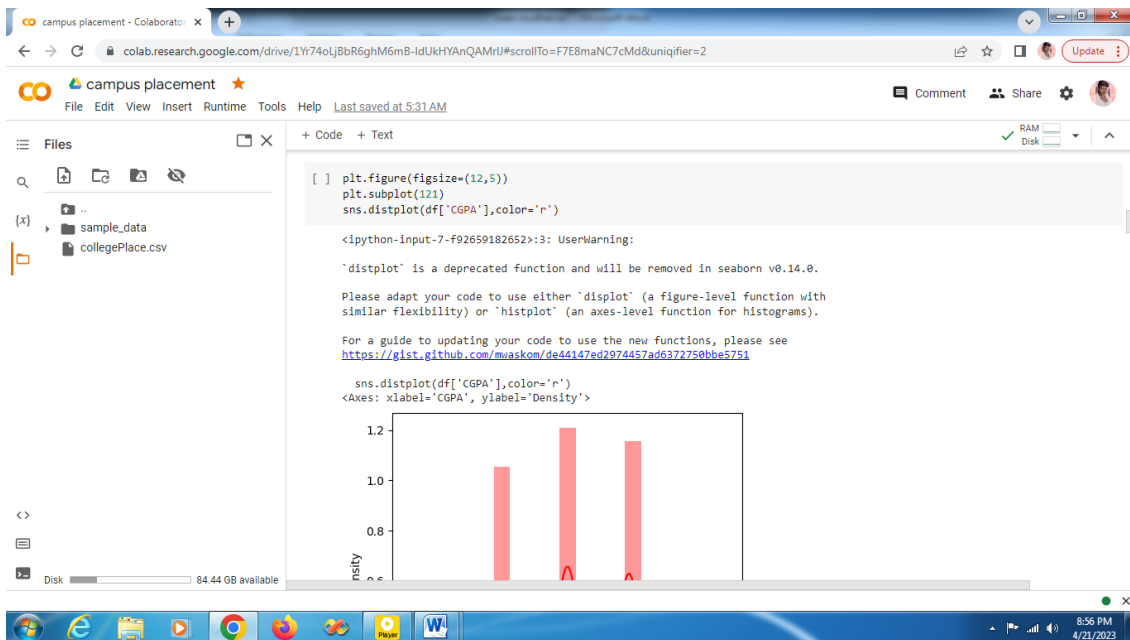 campus placement - Colaborator
colab.research.google.com/drive/1Yr74oLjBbR6ghM6mB-IdUkHYAnQAMrIJ#scrollTo=F7E8maNC7cMd&uniqifier=2
Update
campus placement
File Edit View Insert Runtime Tools Help Last saved at 5:31 AM
Comment
Share
Files
+ Code + Text
RAM
Disk
{x}
..
sample_data
collegePlace.csv
[ ] plt.figure(figsize=(12,5))
plt.subplot(121)
sns.distplot(df['CGPA'],color='r')
<ipython-input-7-f92659182652>:3: UserWarning:
`distplot` is a deprecated function and will be removed in seaborn v0.14.0.
Please adapt your code to use either `displot` (a figure-level function with
similar flexibility) or `histplot` (an axes-level function for histograms).
For a guide to updating your code to use the new functions, please see
https://gist.github.com/mwaskom/de44147ed2974457ad6372750bbe5751
sns.distplot(df['CGPA'],color='r')
<Axes: xlabel='CGPA', ylabel='Density'>
1.2
1.0
0.8
Disk
84.44 GB available
Player
W
8:56 PM
4/21/2023